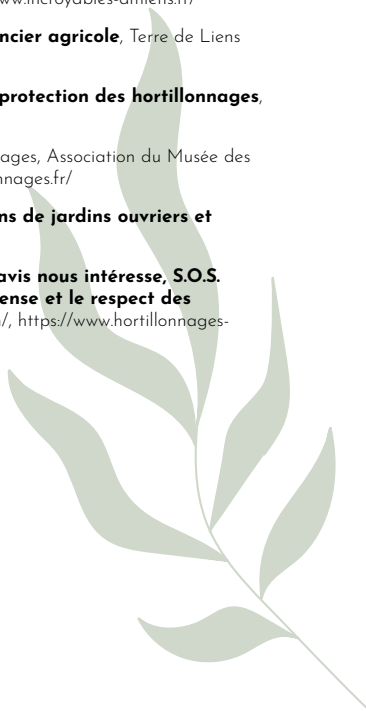 ww.incroyables-amiens.fr/
ncier agricole, Terre de Liens
protection des hortillonnages,
ages, Association du Musée des
nnages.fr/
ns de jardins ouvriers et
avis nous intéresse, S.O.S.
ense et le respect des
/, https://www.hortillonnages-